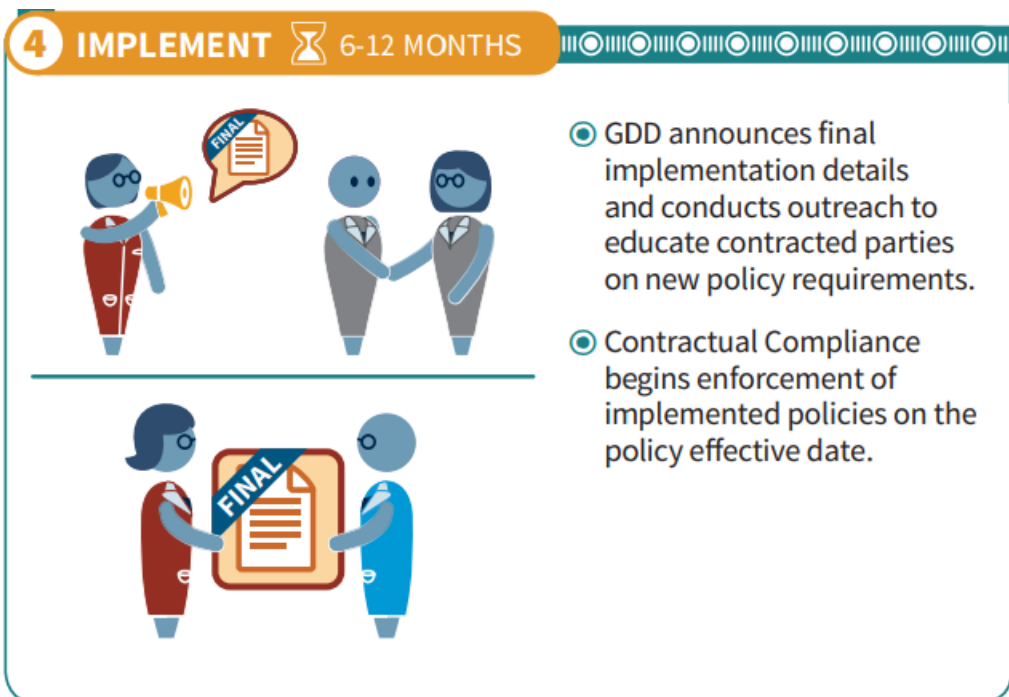 4 IMPLEMENT 6-12 MONTHS
FINAL
GDD announces final
implementation details
and conducts outreach to
educate contracted parties
on new policy requirements.
Contractual Compliance
begins enforcement of
implemented policies on the
policy effective date.
FINAL